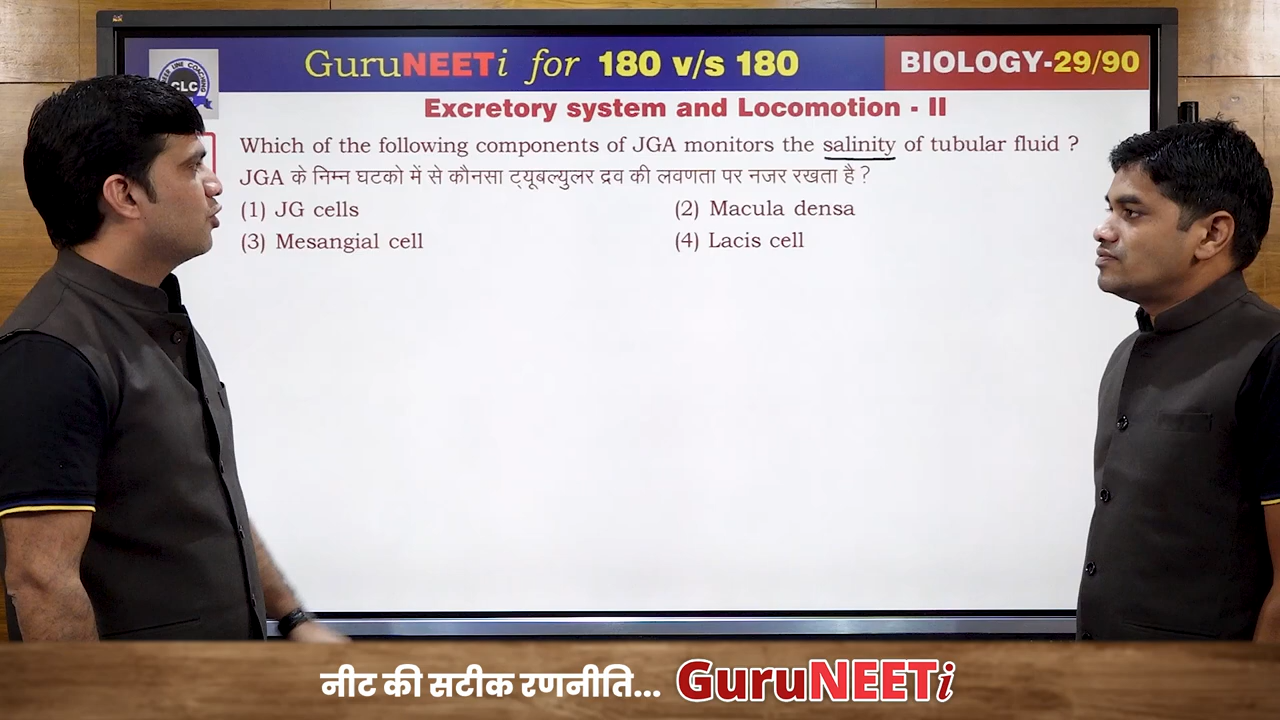 GuruNEETi for 180 v/s 180
BIOLOGY-29/90
CLC
Excretory system and Locomotion - II
Which of the following components of JGA monitors the salinity of tubular fluid ?
JGA के निम्न घटको में से कौनसा ट्यूबल्युलर द्रव की लवणता पर नजर रखता है ?
(1) JG cells
(2) Macula densa
(3) Mesangial cell
(4) Lacis cell
नीट की सटीक रणनीति... GuruNEETi